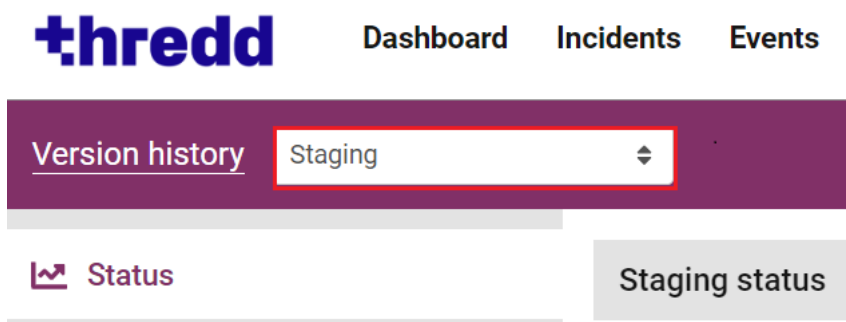 thredd Dashboard Incidents Events
Version history Staging
Status
Staging status